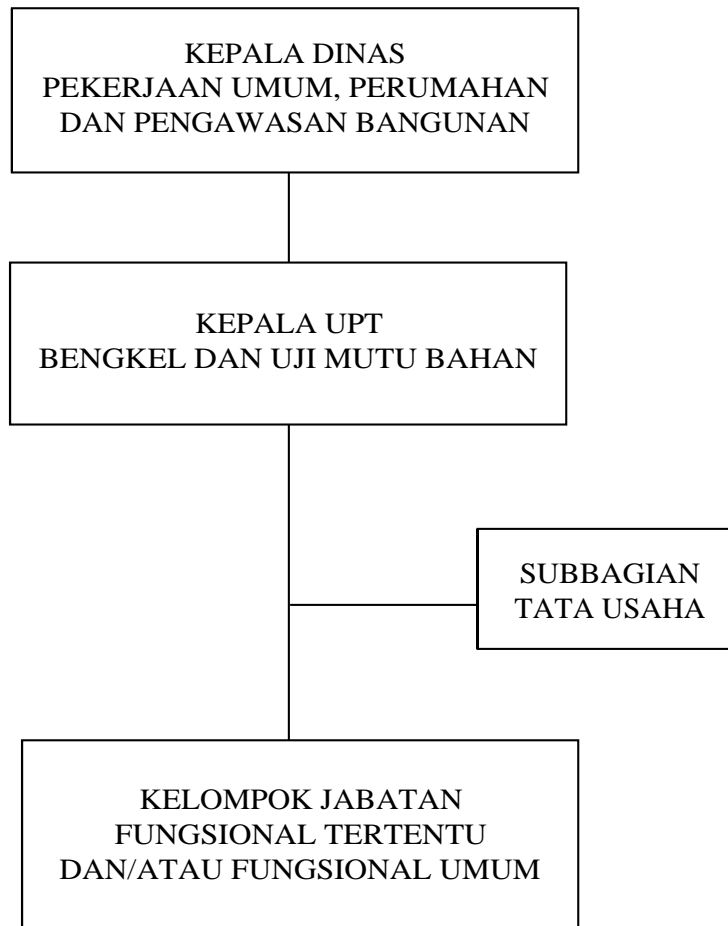 KEPALA DINAS
PEKERJAAN UMUM, PERUMAHAN
DAN PENGAWASAN BANGUNAN
KEPALA UPT
BENGKEL DAN UJI MUTU BAHAN
SUBBAGIAN
TATA USAHA
KELOMPOK JABATAN
FUNGSIONAL TERTENTU
DAN/ATAU FUNGSIONAL UMUM